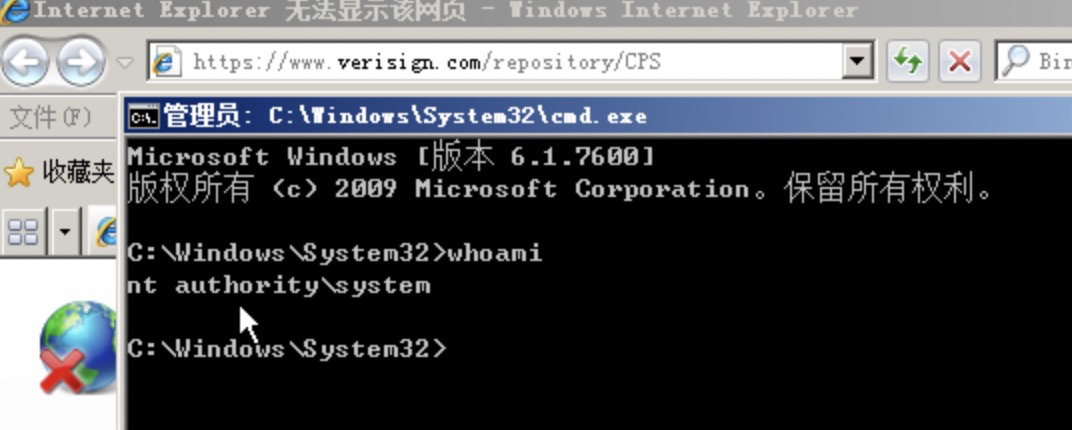 Internet Explorer 无法显示该网页 - Windows Internet Explorer
https://www.verisign.com/repository/CPS
Bin
文件(F)
管理员: C:\Windows\System32\cmd.exe
收藏夹
Microsoft Windows [版本 6.1.7600]
版权所有 (c) 2009 Microsoft Corporation。保留所有权利。
C:\Windows\System32>whoami
nt authority\system
C:\Windows\System32>